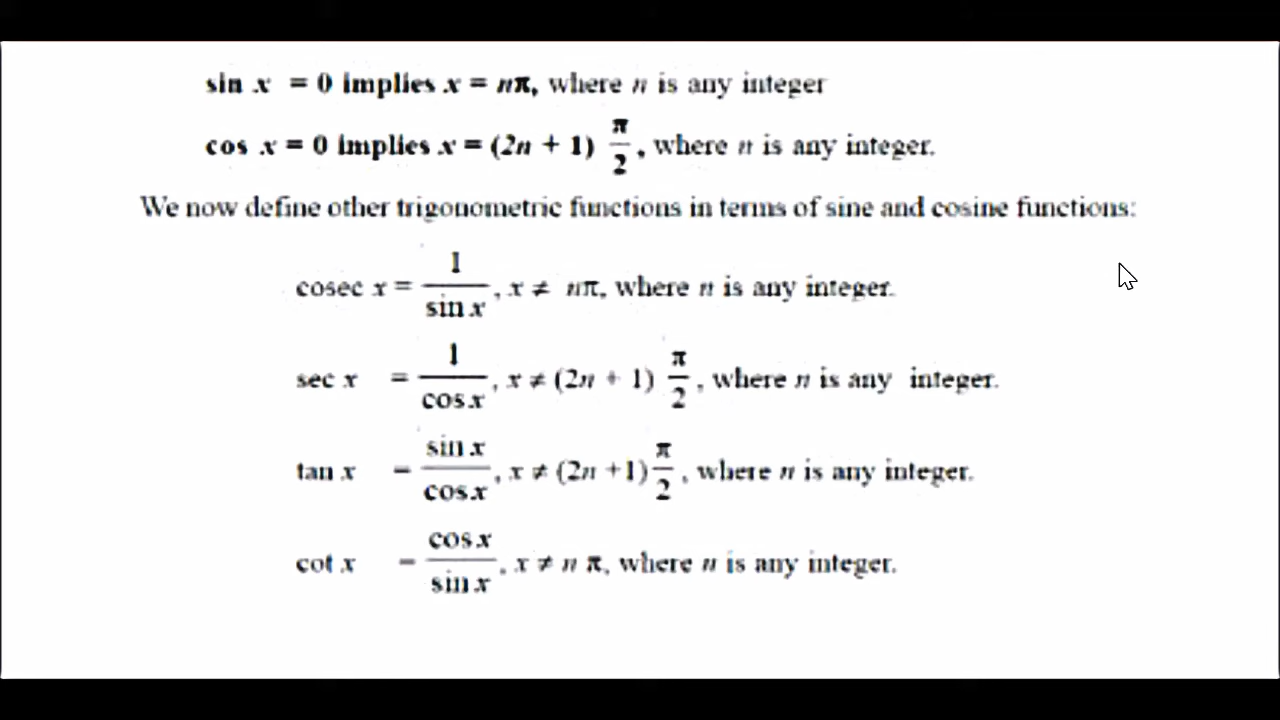 sin x = 0 implies x = nπ, where n is any integer
cos x = 0 implies x = (2n + 1) π/2, where n is any integer.
We now define other trigonometric functions in terms of sine and cosine functions:
cosec x = 1/sin x, x ≠ nπ, where n is any integer.
sec x = 1/cos x, x ≠ (2n + 1) π/2, where n is any integer.
tan x = sin x/cos x, x ≠ (2n +1) π/2, where n is any integer.
cot x = cos x/sin x, x ≠ n π, where n is any integer.